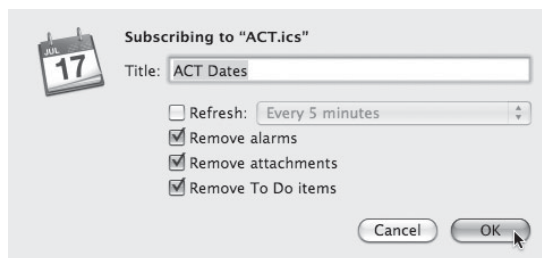 Subscribing to “ACT.ics”
JUL
17
Title: ACT Dates
Refresh: Every 5 minutes
Remove alarms
Remove attachments
Remove To Do items
Cancel OK